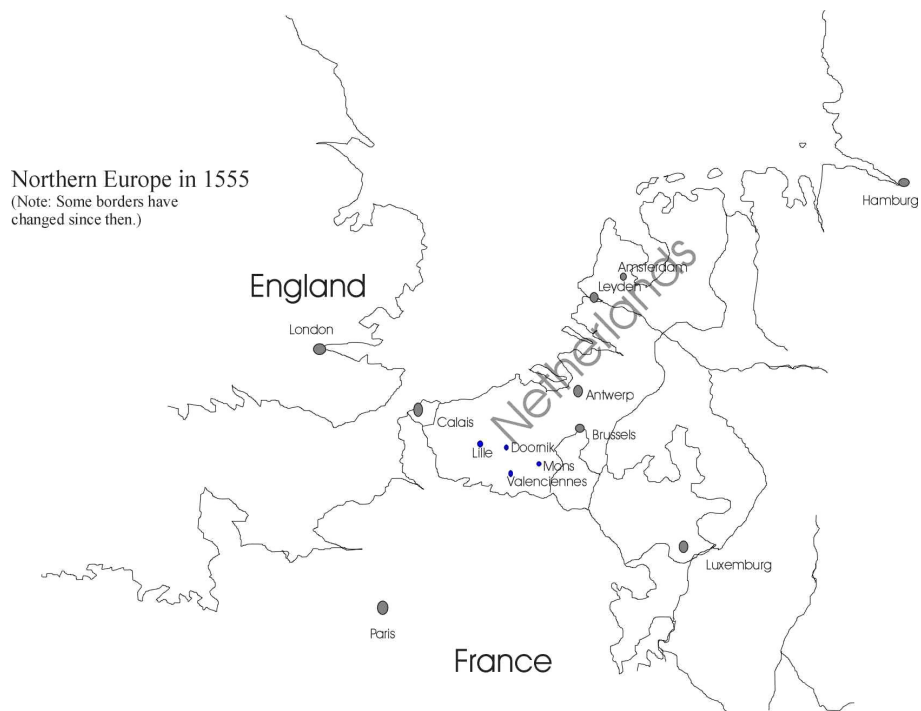 Northern Europe in 1555
(Note: Some borders have
changed since then.)
Hamburg
Netherlands
Amsterdam
Leyden
England
London
Antwerp
Calais
Brussels
Lille
Doornik
Mons
Valenciennes
Luxemburg
Paris
France